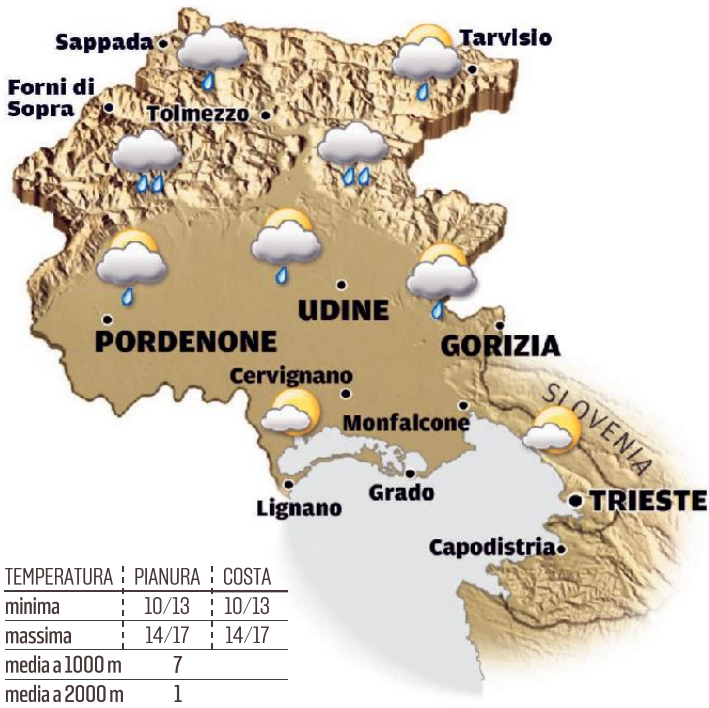 Sappada
Tarvisio
Forni di
Sopra
Tolmezzo
UDINE
PORDENONE
GORIZIA
Cervignano
SLOVENIA
Monfalcone
Lignano
Grado
TRIESTE
Capodistria
TEMPERATURA PIANURA COSTA
minima 10/13 10/13
massima 14/17 14/17
media a 1000 m 7
media a 2000 m 1